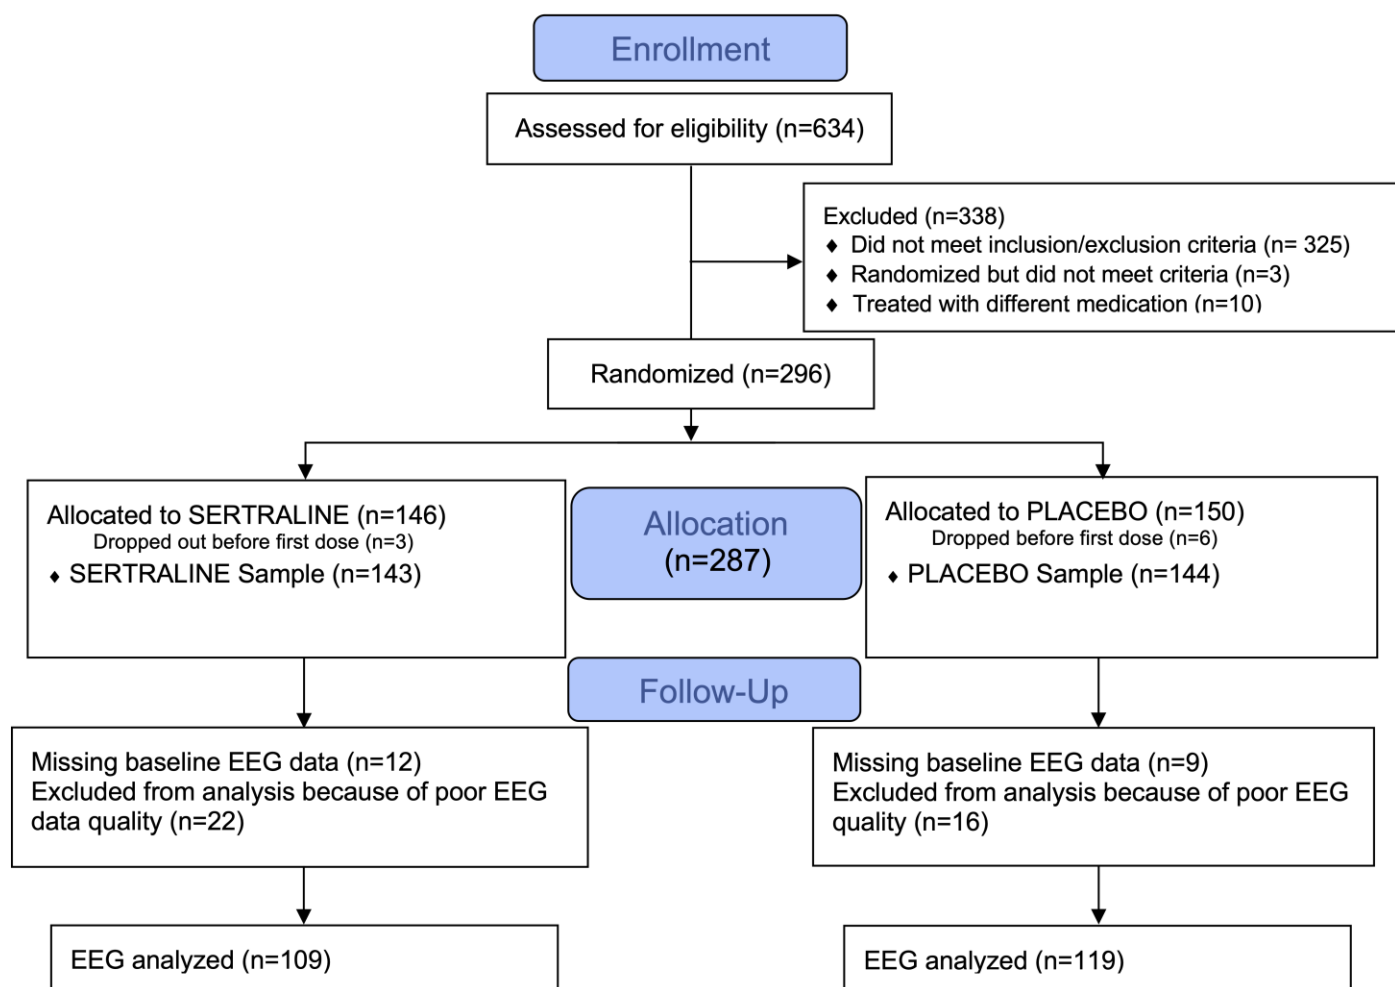 Enrollment
Assessed for eligibility (n=634)
Excluded (n=338)
♦ Did not meet inclusion/exclusion criteria (n= 325)
♦ Randomized but did not meet criteria (n=3)
♦ Treated with different medication (n=10)
Randomized (n=296)
Allocated to SERTRALINE (n=146)
Dropped out before first dose (n=3)
♦ SERTRALINE Sample (n=143)
Allocation
(n=287)
Allocated to PLACEBO (n=150)
Dropped before first dose (n=6)
♦ PLACEBO Sample (n=144)
Follow-Up
Missing baseline EEG data (n=12)
Excluded from analysis because of poor EEG
data quality (n=22)
Missing baseline EEG data (n=9)
Excluded from analysis because of poor EEG
quality (n=16)
EEG analyzed (n=109)
EEG analyzed (n=119)